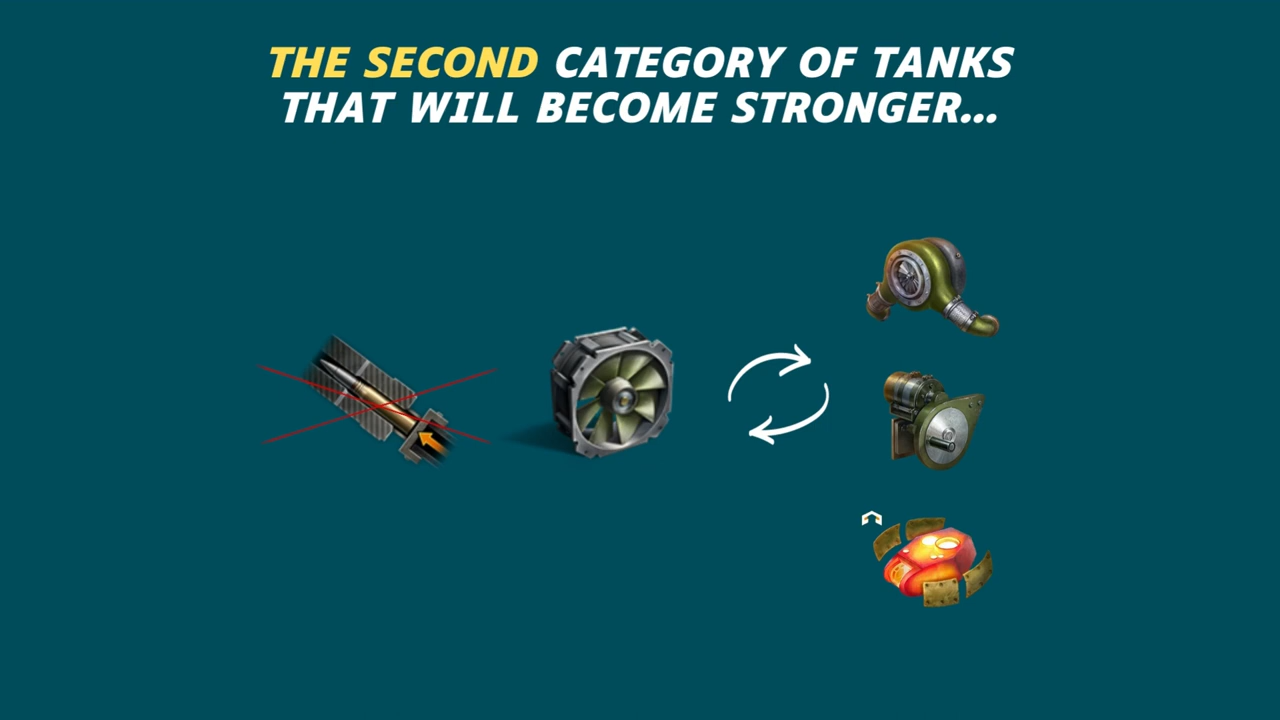 THE SECOND CATEGORY OF TANKS
THAT WILL BECOME STRONGER...